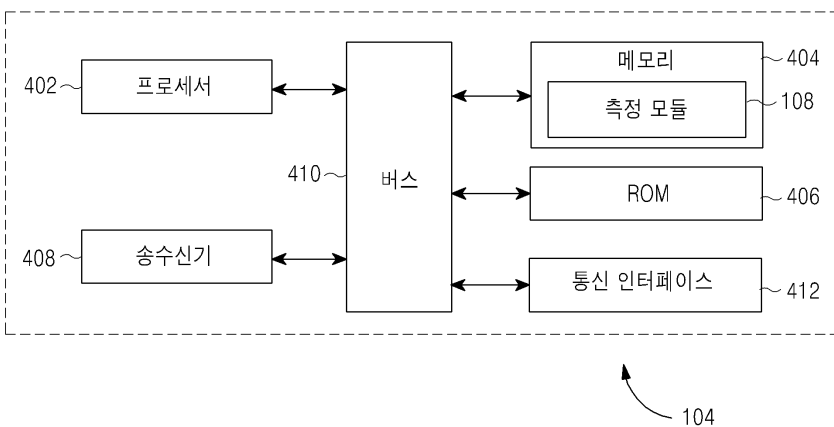 402
프로세서
메모리
404
측정 모듈
108
410
버스
ROM
406
408
송수신기
통신 인터페이스
412
104